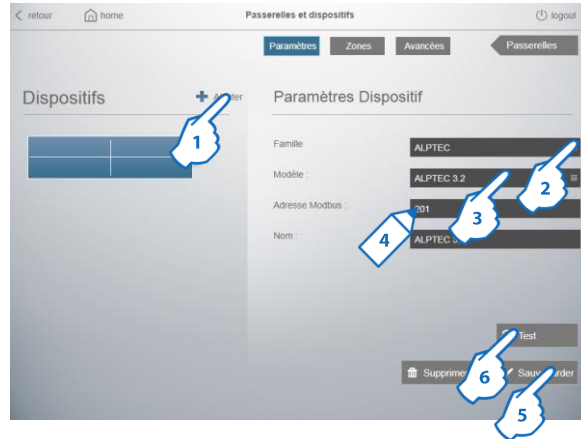 retour home Passerelles et dispositifs logout
Paramètres Zones Avancées Passerelles
Dispositifs Paramètres Dispositif
1
Famille ALPTEC
2
Modèle : ALPTEC 3.2
3
Adresse Modbus : 201
4
Nom : ALPTEC
Test
6
5